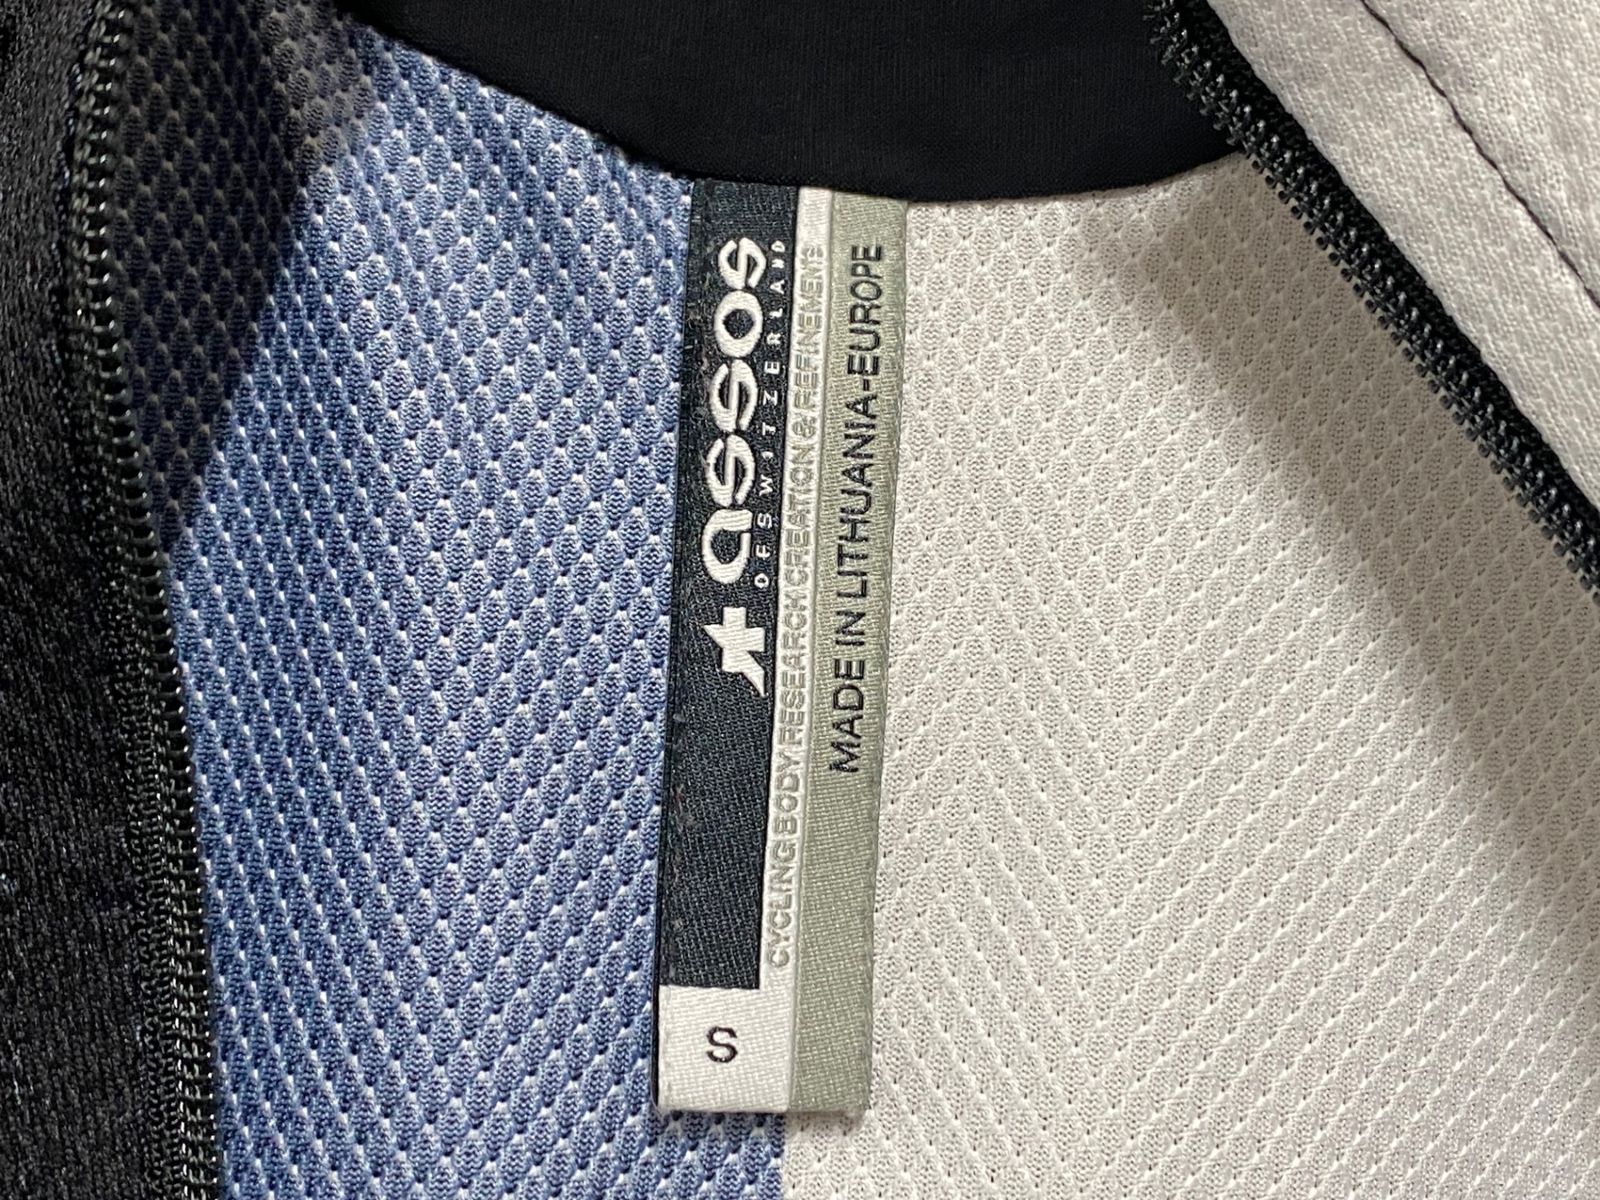 assos
OF SWITZERLAND
CYCLING BODY RESEARCH CREATION & REFINEMENTS
MADE IN LITHUANIA-EUROPE
S